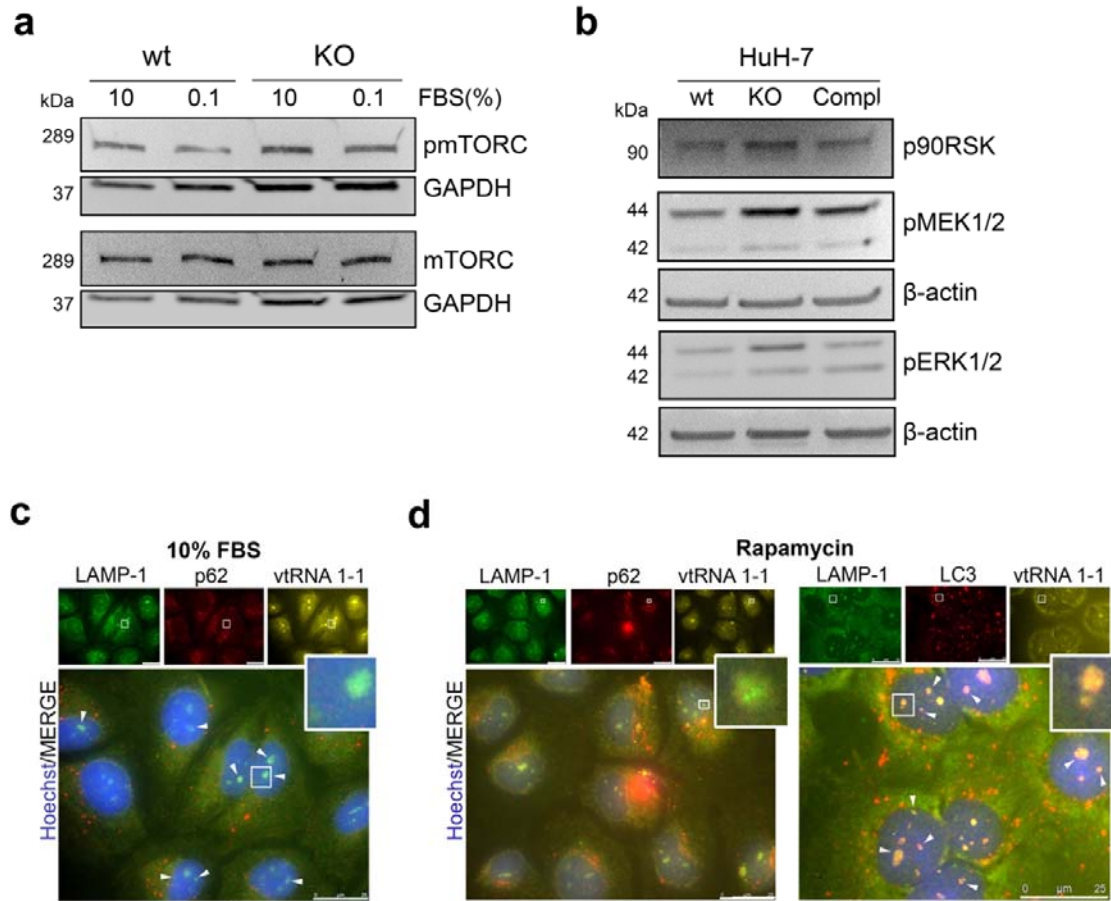 a
wt KO
kDa 10 0.1 10 0.1 FBS(%)
289 pmTORC
37 GAPDH
289 mTORC
37 GAPDH
b
HuH-7
kDa wt KO Compl
90 p90RSK
44 pMEK1/2
42
42 β-actin
44 pERK1/2
42
42 β-actin
c
10% FBS
LAMP-1 p62 vtRNA 1-1
Hoechst/MERGE
d
Rapamycin
LAMP-1 p62 vtRNA 1-1 LAMP-1 LC3 vtRNA 1-1
Hoechst/MERGE
0 µm 25